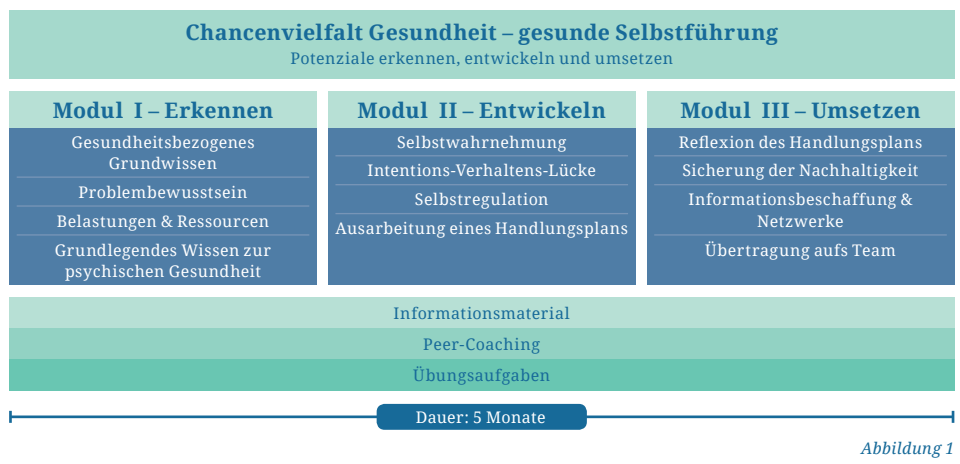 Chancenvielfalt Gesundheit – gesunde Selbstführung
Potenziale erkennen, entwickeln und umsetzen
Modul I – Erkennen
Gesundheitsbezogenes
Grundwissen
Problembewusstsein
Belastungen & Ressourcen
Grundlegendes Wissen zur
psychischen Gesundheit
Modul II – Entwickeln
Selbstwahrnehmung
Intentions-Verhaltens-Lücke
Selbstregulation
Ausarbeitung eines Handlungsplans
Modul III – Umsetzen
Reflexion des Handlungsplans
Sicherung der Nachhaltigkeit
Informationsbeschaffung &
Netzwerke
Übertragung aufs Team
Informationsmaterial
Peer-Coaching
Übungsaufgaben
Dauer: 5 Monate
Abbildung 1